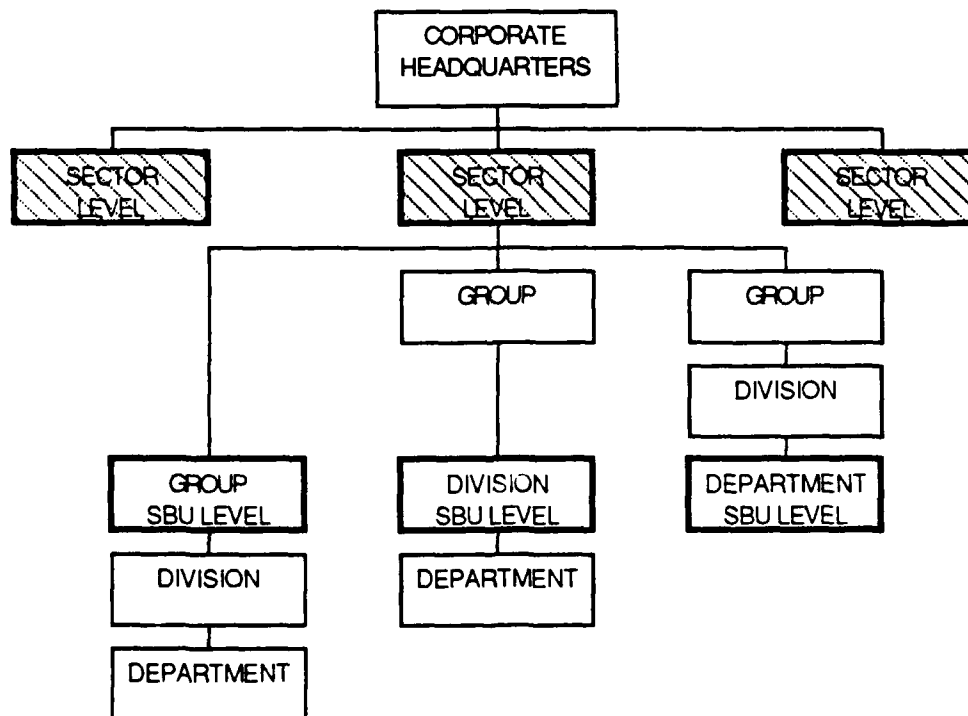 CORPORATE
HEADQUARTERS
SECTOR
LEVEL
SECTOR
LEVEL
SECTOR
LEVEL
GROUP
GROUP
DIVISION
GROUP
SBU LEVEL
DIVISION
SBU LEVEL
DEPARTMENT
SBU LEVEL
DIVISION
DEPARTMENT
DEPARTMENT